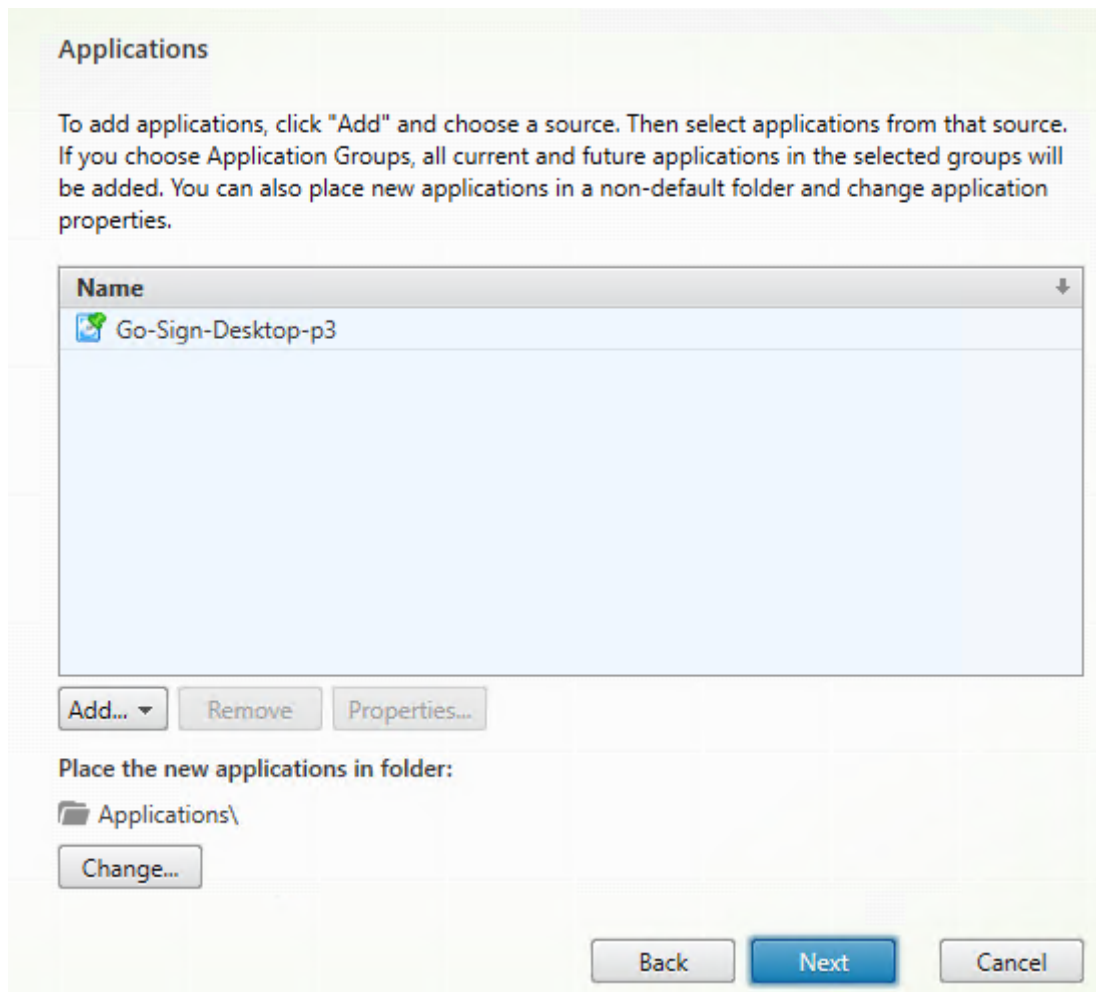 Applications
To add applications, click "Add" and choose a source. Then select applications from that source.
If you choose Application Groups, all current and future applications in the selected groups will
be added. You can also place new applications in a non-default folder and change application
properties.
Name
Go-Sign-Desktop-p3
Add...
Remove
Properties...
Place the new applications in folder:
Applications\
Change...
Back
Next
Cancel